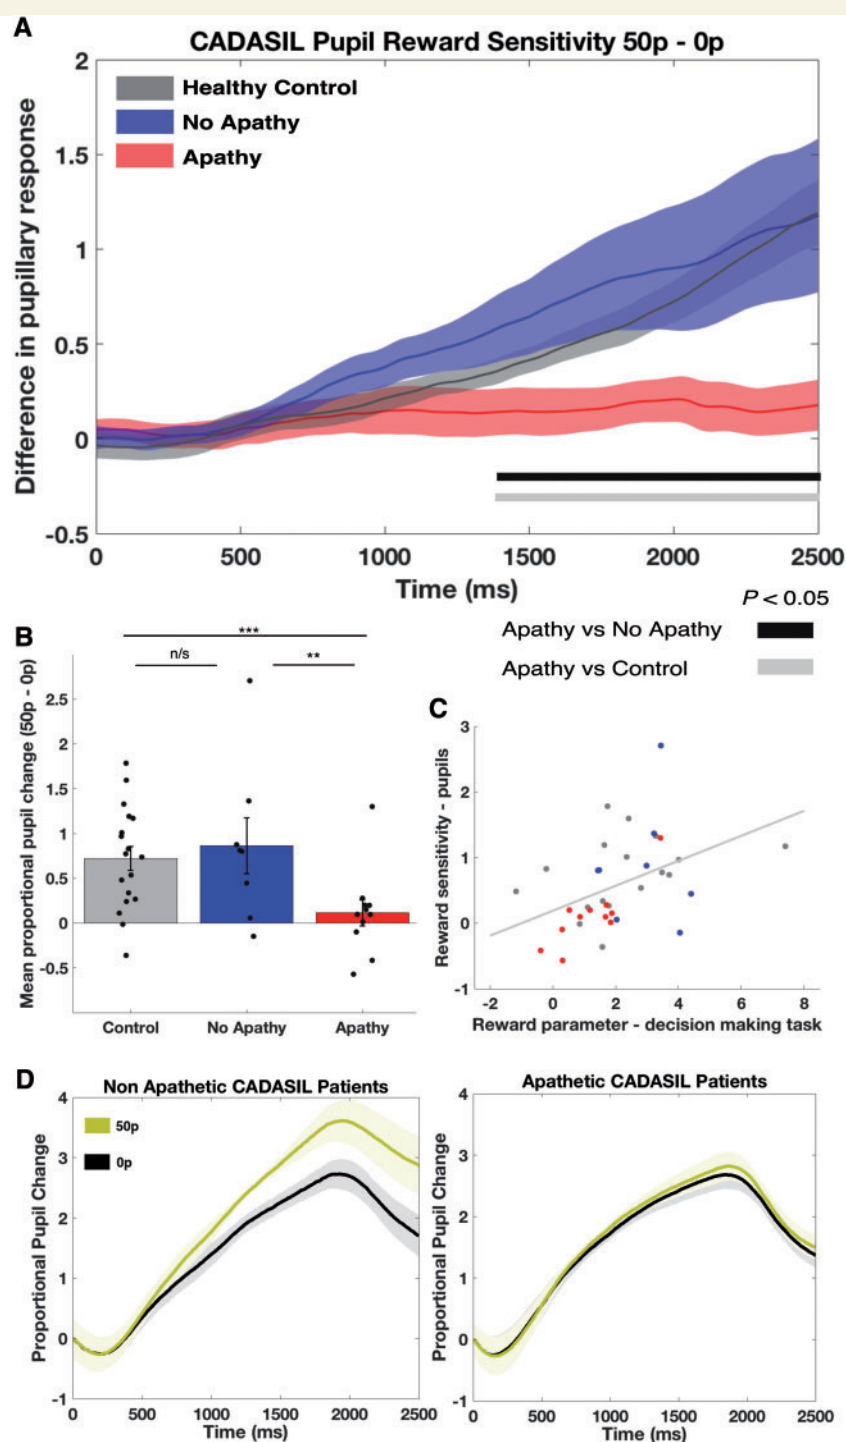 A
CADASIL Pupil Reward Sensitivity 50p - 0p
Difference in pupillary response
2
1.5
1
0.5
0
-0.5
Healthy Control
No Apathy
Apathy
0 500 1000 1500 2000 2500
Time (ms)
P < 0.05
Apathy vs No Apathy
Apathy vs Control
B
Mean proportional pupil change (50p - 0p)
***
n/s **
2.5
2
1.5
1
0.5
0
-0.5
Control No Apathy Apathy
C
Reward sensitivity - pupils
3
2
1
0
-1
-2 0 2 4 6 8
Reward parameter - decision making task
D
Non Apathetic CADASIL Patients
Proportional Pupil Change
4
3
2
1
0
-1
50p
0p
0 500 1000 1500 2000 2500
Time (ms)
Apathetic CADASIL Patients
Proportional Pupil Change
4
3
2
1
0
-1
0 500 1000 1500 2000 2500
Time (ms)